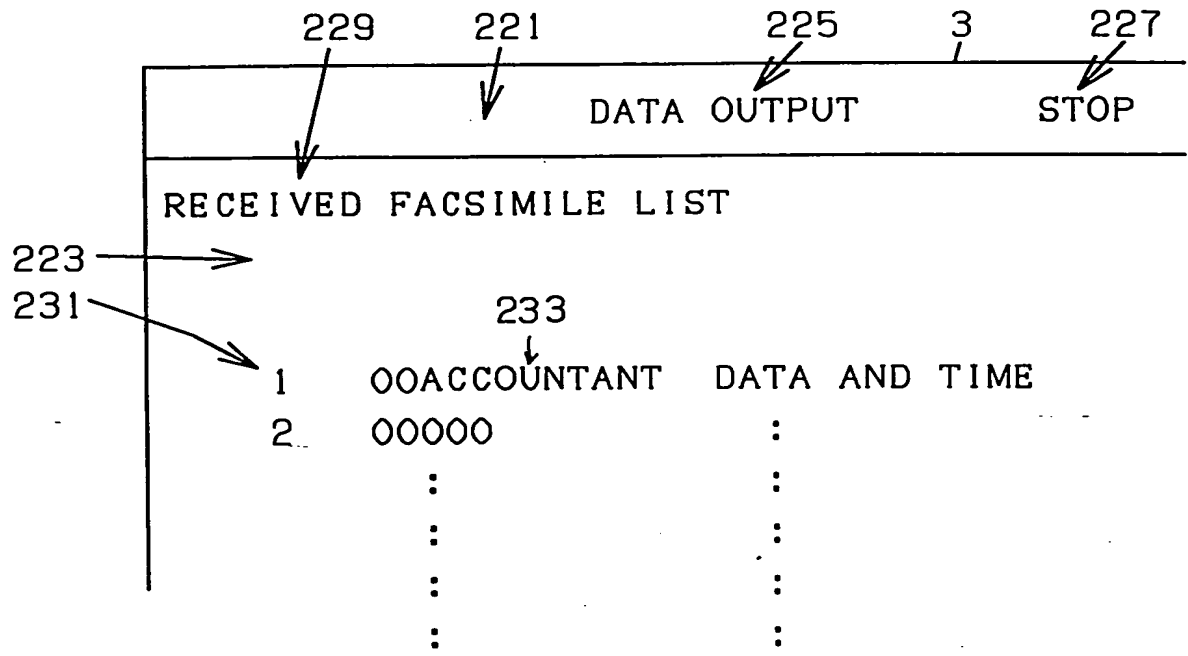 229 221 225 3 227
DATA OUTPUT STOP
RECEIVED FACSIMILE LIST
223
231
233
1 OOACCOUNTANT DATA AND TIME
2 OOOOO :
: :
: :
: :
: :